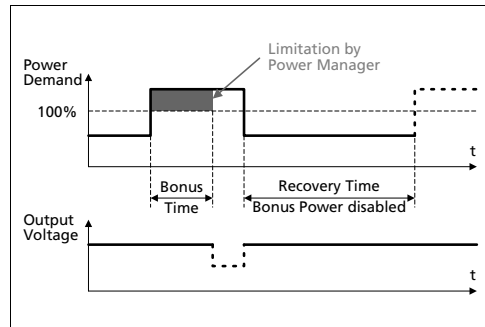 Limitation by
Power Manager
Power
Demand
100%
t
Bonus
Time
Recovery Time
Bonus Power disabled
Output
Voltage
t